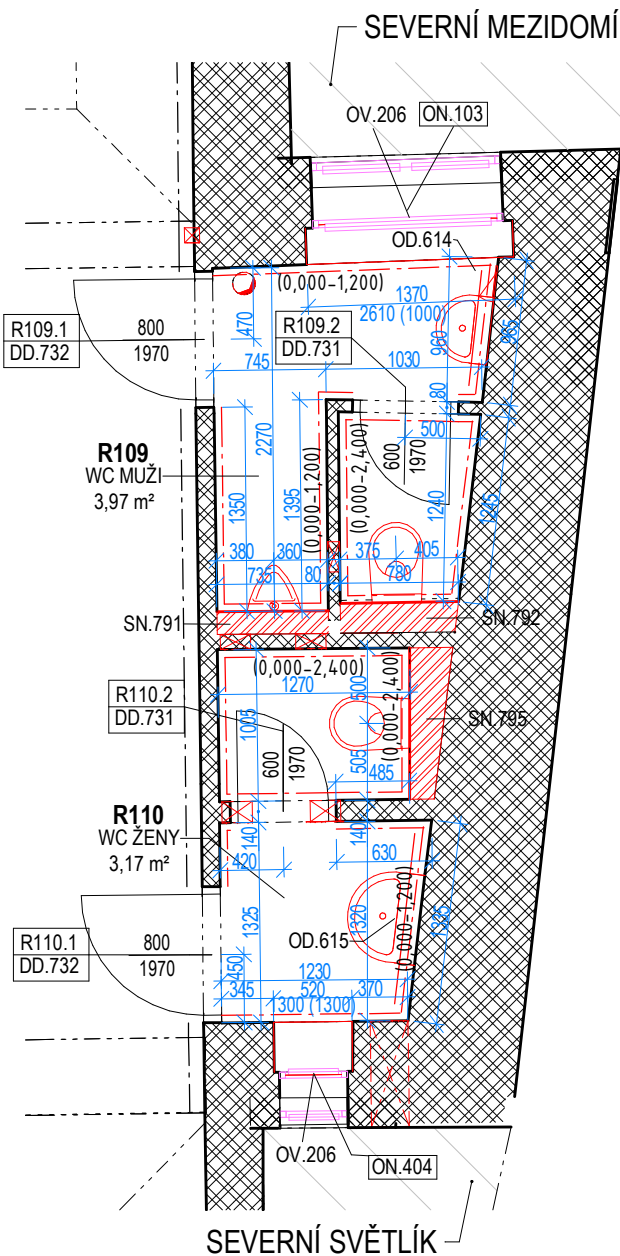 SEVERNÍ MEZIDOMÍ
OV.206
ON.103
OD.614
(0,000–1,200)
1370
2610 (1000)
R109.1
DD.732
800
1970
470
R109.2
DD.731
960
965
745
1030
80
500
R109
WC MUŽI
3,97 m²
2270
1350
1395
(0,000–1,200)
(0,000–2,400)
600
1970
1240
1245
380
360
375
405
735
80
780
SN.791
SN.792
(0,000–2,400)
1270
500
(0,000–2,400)
R110.2
DD.731
1005
600
1970
505
485
SN.795
R110
WC ŽENY
3,17 m²
140
140
420
630
1325
1320
(0,000–1,200)
1335
OD.615
R110.1
DD.732
800
1970
450
1230
345
520
370
300 (1300)
OV.206
ON.404
SEVERNÍ SVĚTLÍK